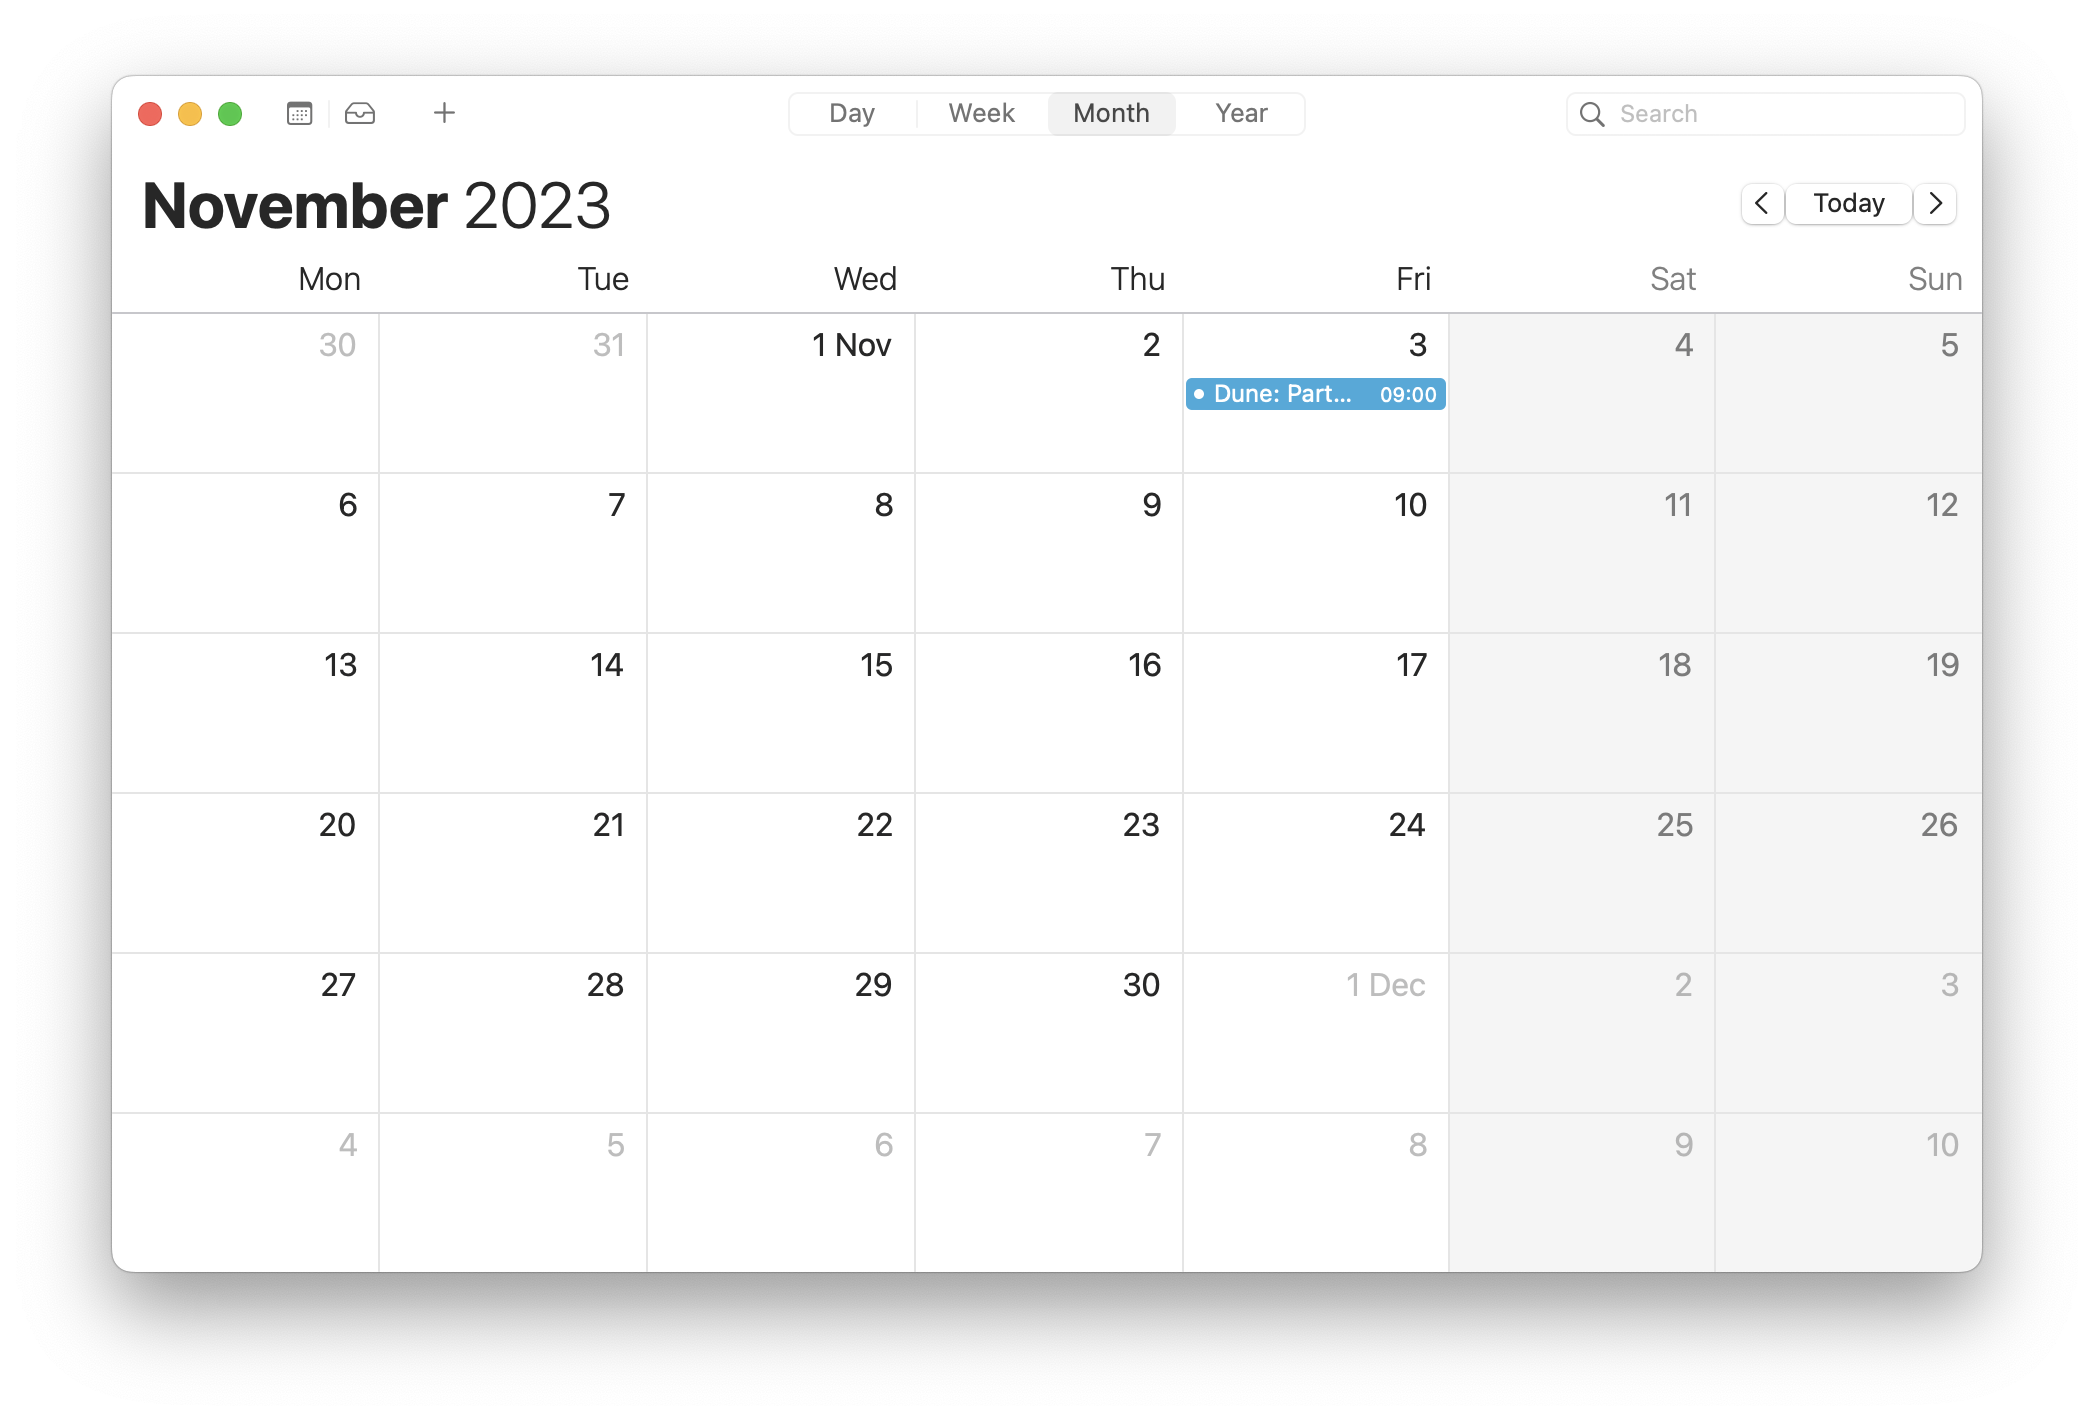 Day Week Month Year Search
November 2023
Today
Mon Tue Wed Thu Fri Sat Sun
30 31 1 Nov 2 3 4 5
Dune: Part... 09:00
6 7 8 9 10 11 12
13 14 15 16 17 18 19
20 21 22 23 24 25 26
27 28 29 30 1 Dec 2 3
4 5 6 7 8 9 10